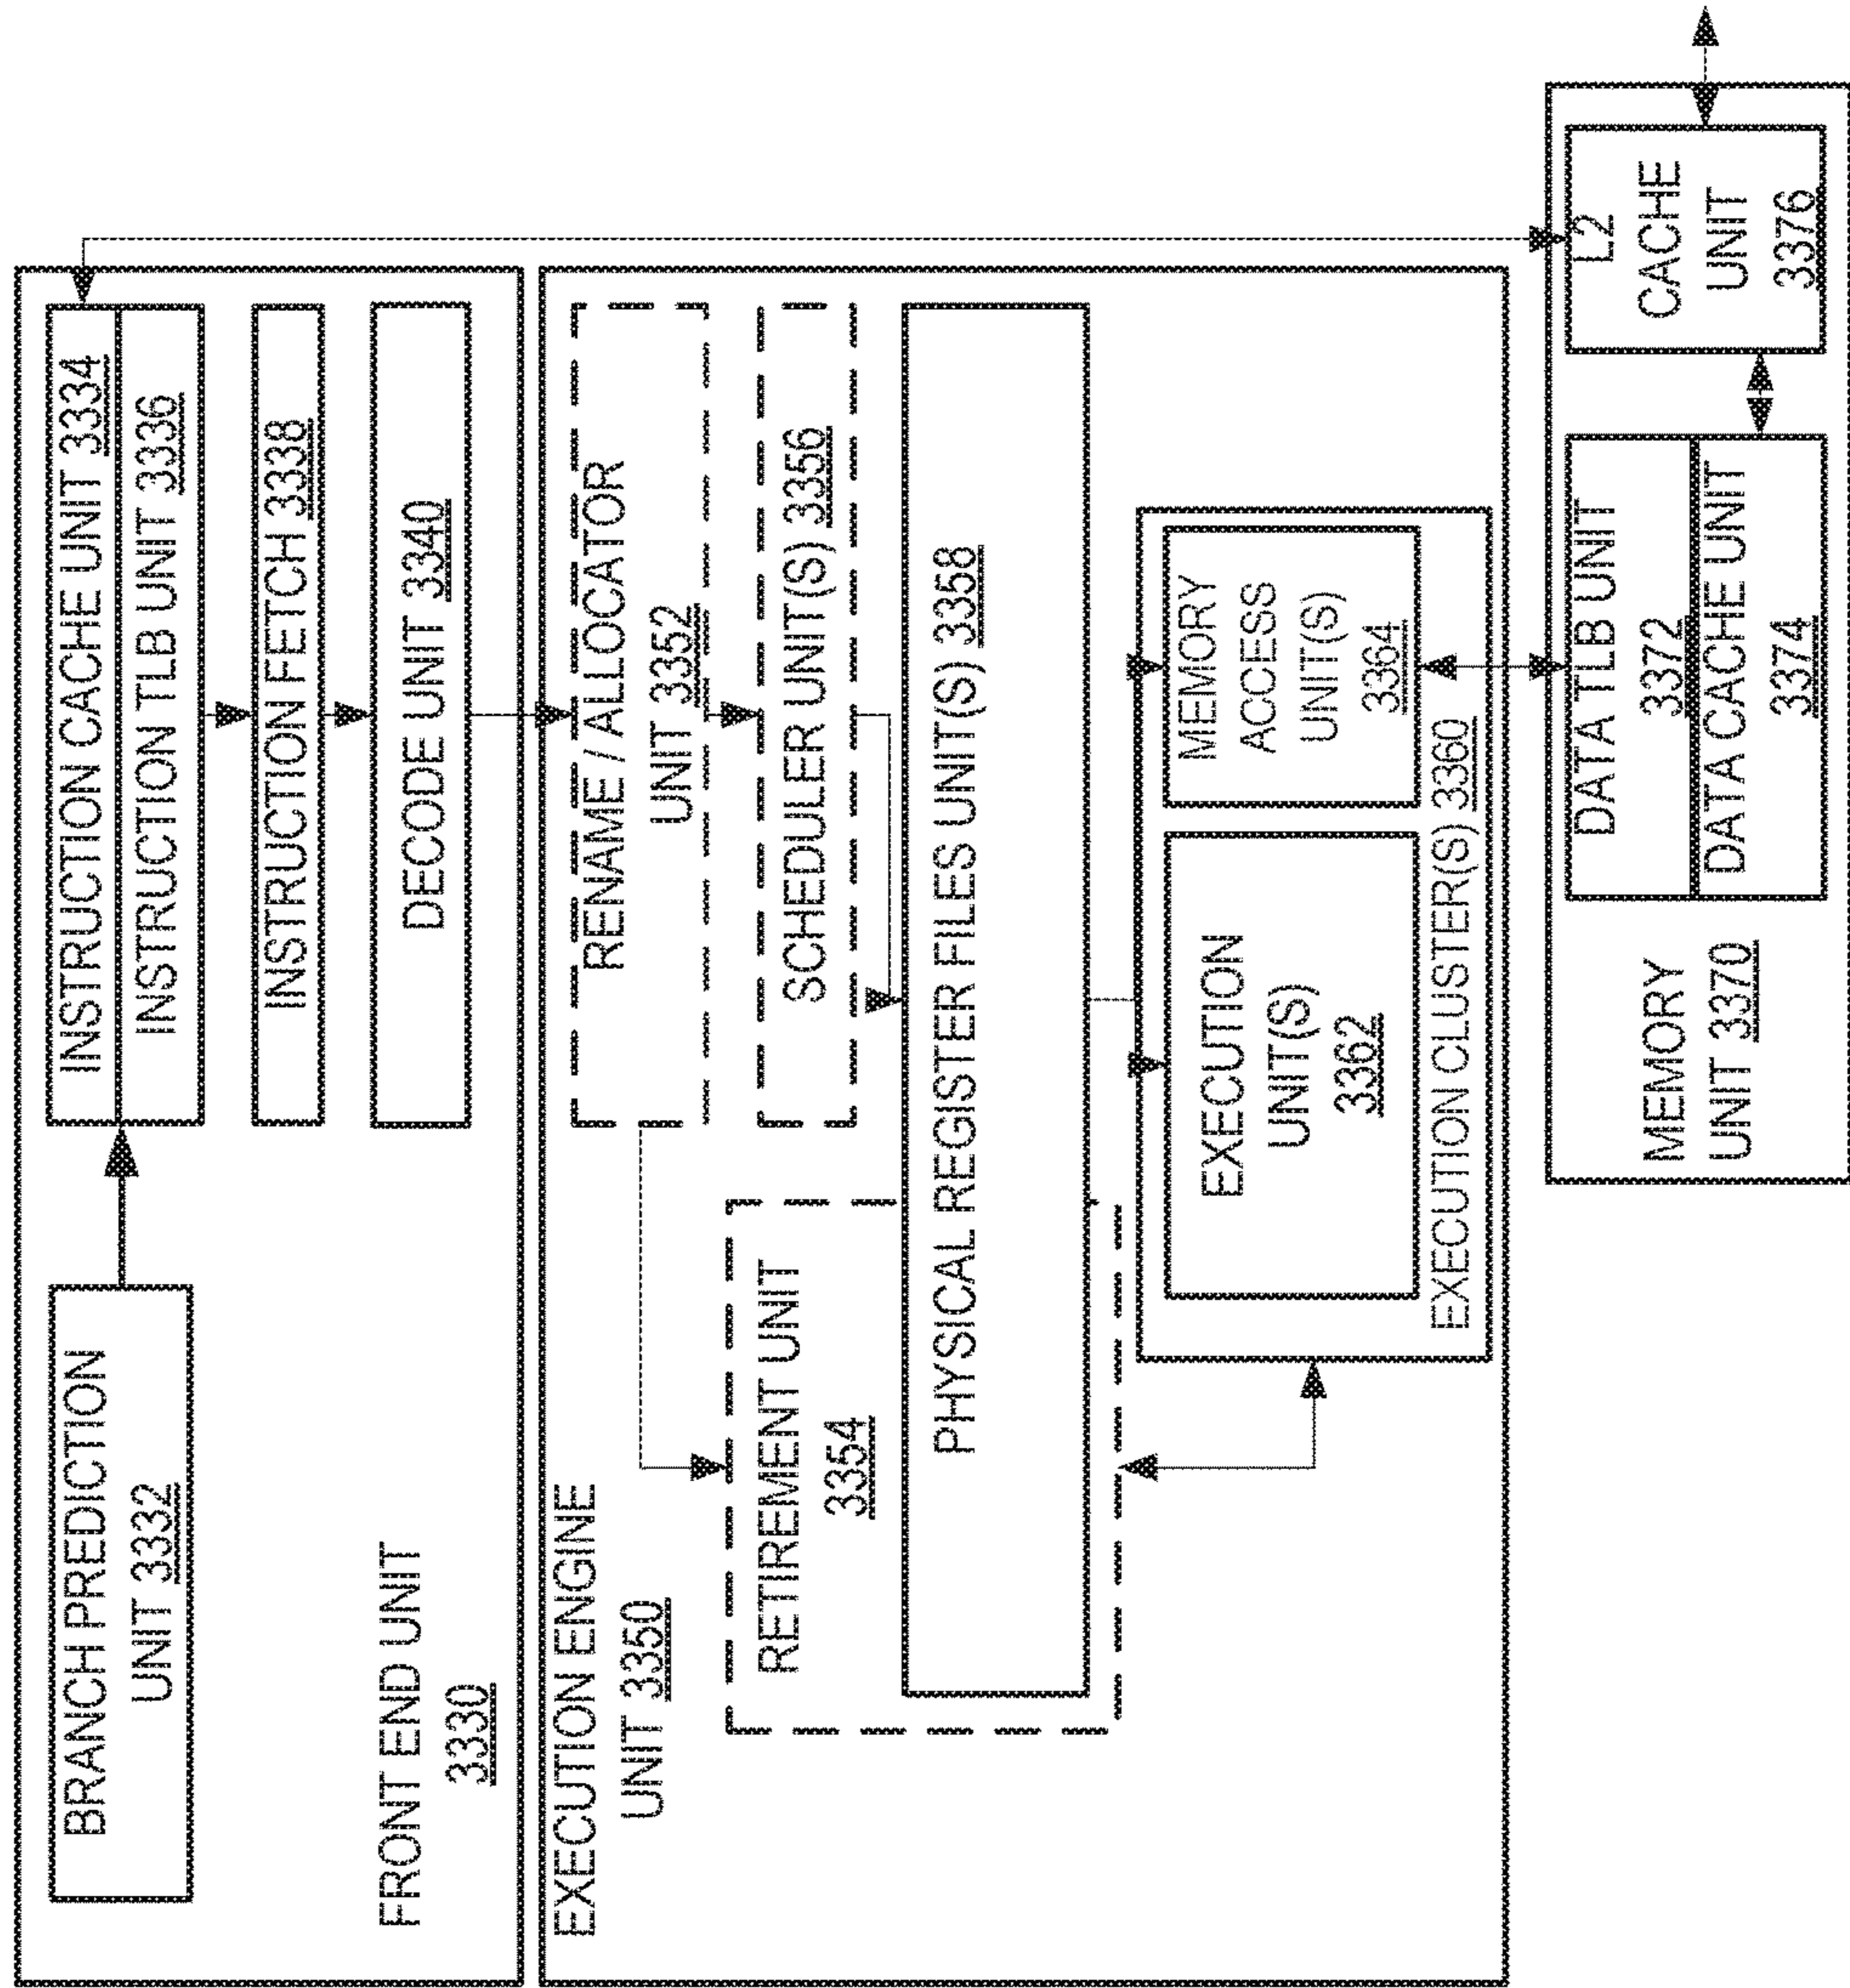 BRANCH PREDICTION
UNIT 3332
INSTRUCTION CACHE UNIT 3334
INSTRUCTION TLB UNIT 3336
INSTRUCTION FETCH 3338
DECODE UNIT 3340
FRONT END UNIT
3330
EXECUTION ENGINE
UNIT 3350
RENAME / ALLOCATOR
UNIT 3352
RETIREMENT UNIT
3354
SCHEDULER UNIT(S) 3356
PHYSICAL REGISTER FILES UNIT(S) 3358
EXECUTION
UNIT(S)
3362
MEMORY
ACCESS
UNIT(S)
3364
EXECUTION CLUSTER(S) 3360
MEMORY
UNIT 3370
DATA TLB UNIT
3372
DATA CACHE UNIT
3374
L2
CACHE
UNIT
3376